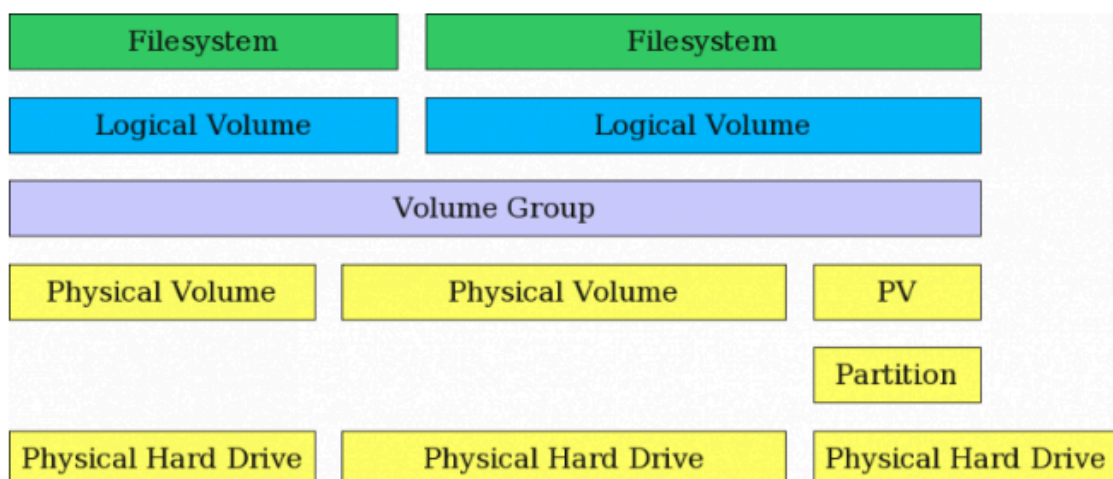 Filesystem Filesystem
Logical Volume Logical Volume
Volume Group
Physical Volume Physical Volume PV
Partition
Physical Hard Drive Physical Hard Drive Physical Hard Drive